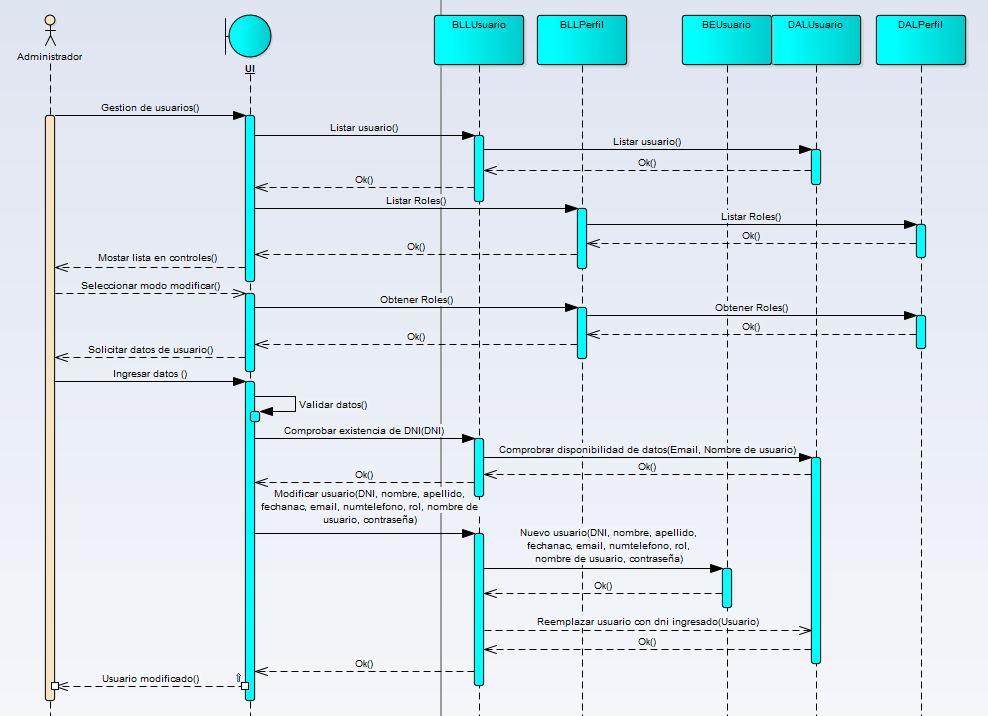 BLLUsuario
BLLPerfil
BEUsuario
DALUsuario
DALPerfil
Administrador
UI
Gestion de usuarios()
Listar usuario()
Listar usuario()
Ok()
Ok()
Listar Roles()
Listar Roles()
Ok()
Ok()
Mostar lista en controles()
Seleccionar modo modificar()
Obtener Roles()
Obtener Roles()
Ok()
Ok()
Solicitar datos de usuario()
Ingresar datos ()
Validar datos()
Comprobar existencia de DNI(DNI)
Comprobrar disponibilidad de datos(Email, Nombre de usuario)
Ok()
Ok()
Modificar usuario(DNI, nombre, apellido,
fechanac, email, numtelefono, rol, nombre de
usuario, contraseña)
Nuevo usuario(DNI, nombre, apellido,
fechanac, email, numtelefono, rol,
nombre de usuario, contraseña)
Ok()
Reemplazar usuario con dni ingresado(Usuario)
Ok()
Ok()
Usuario modificado()